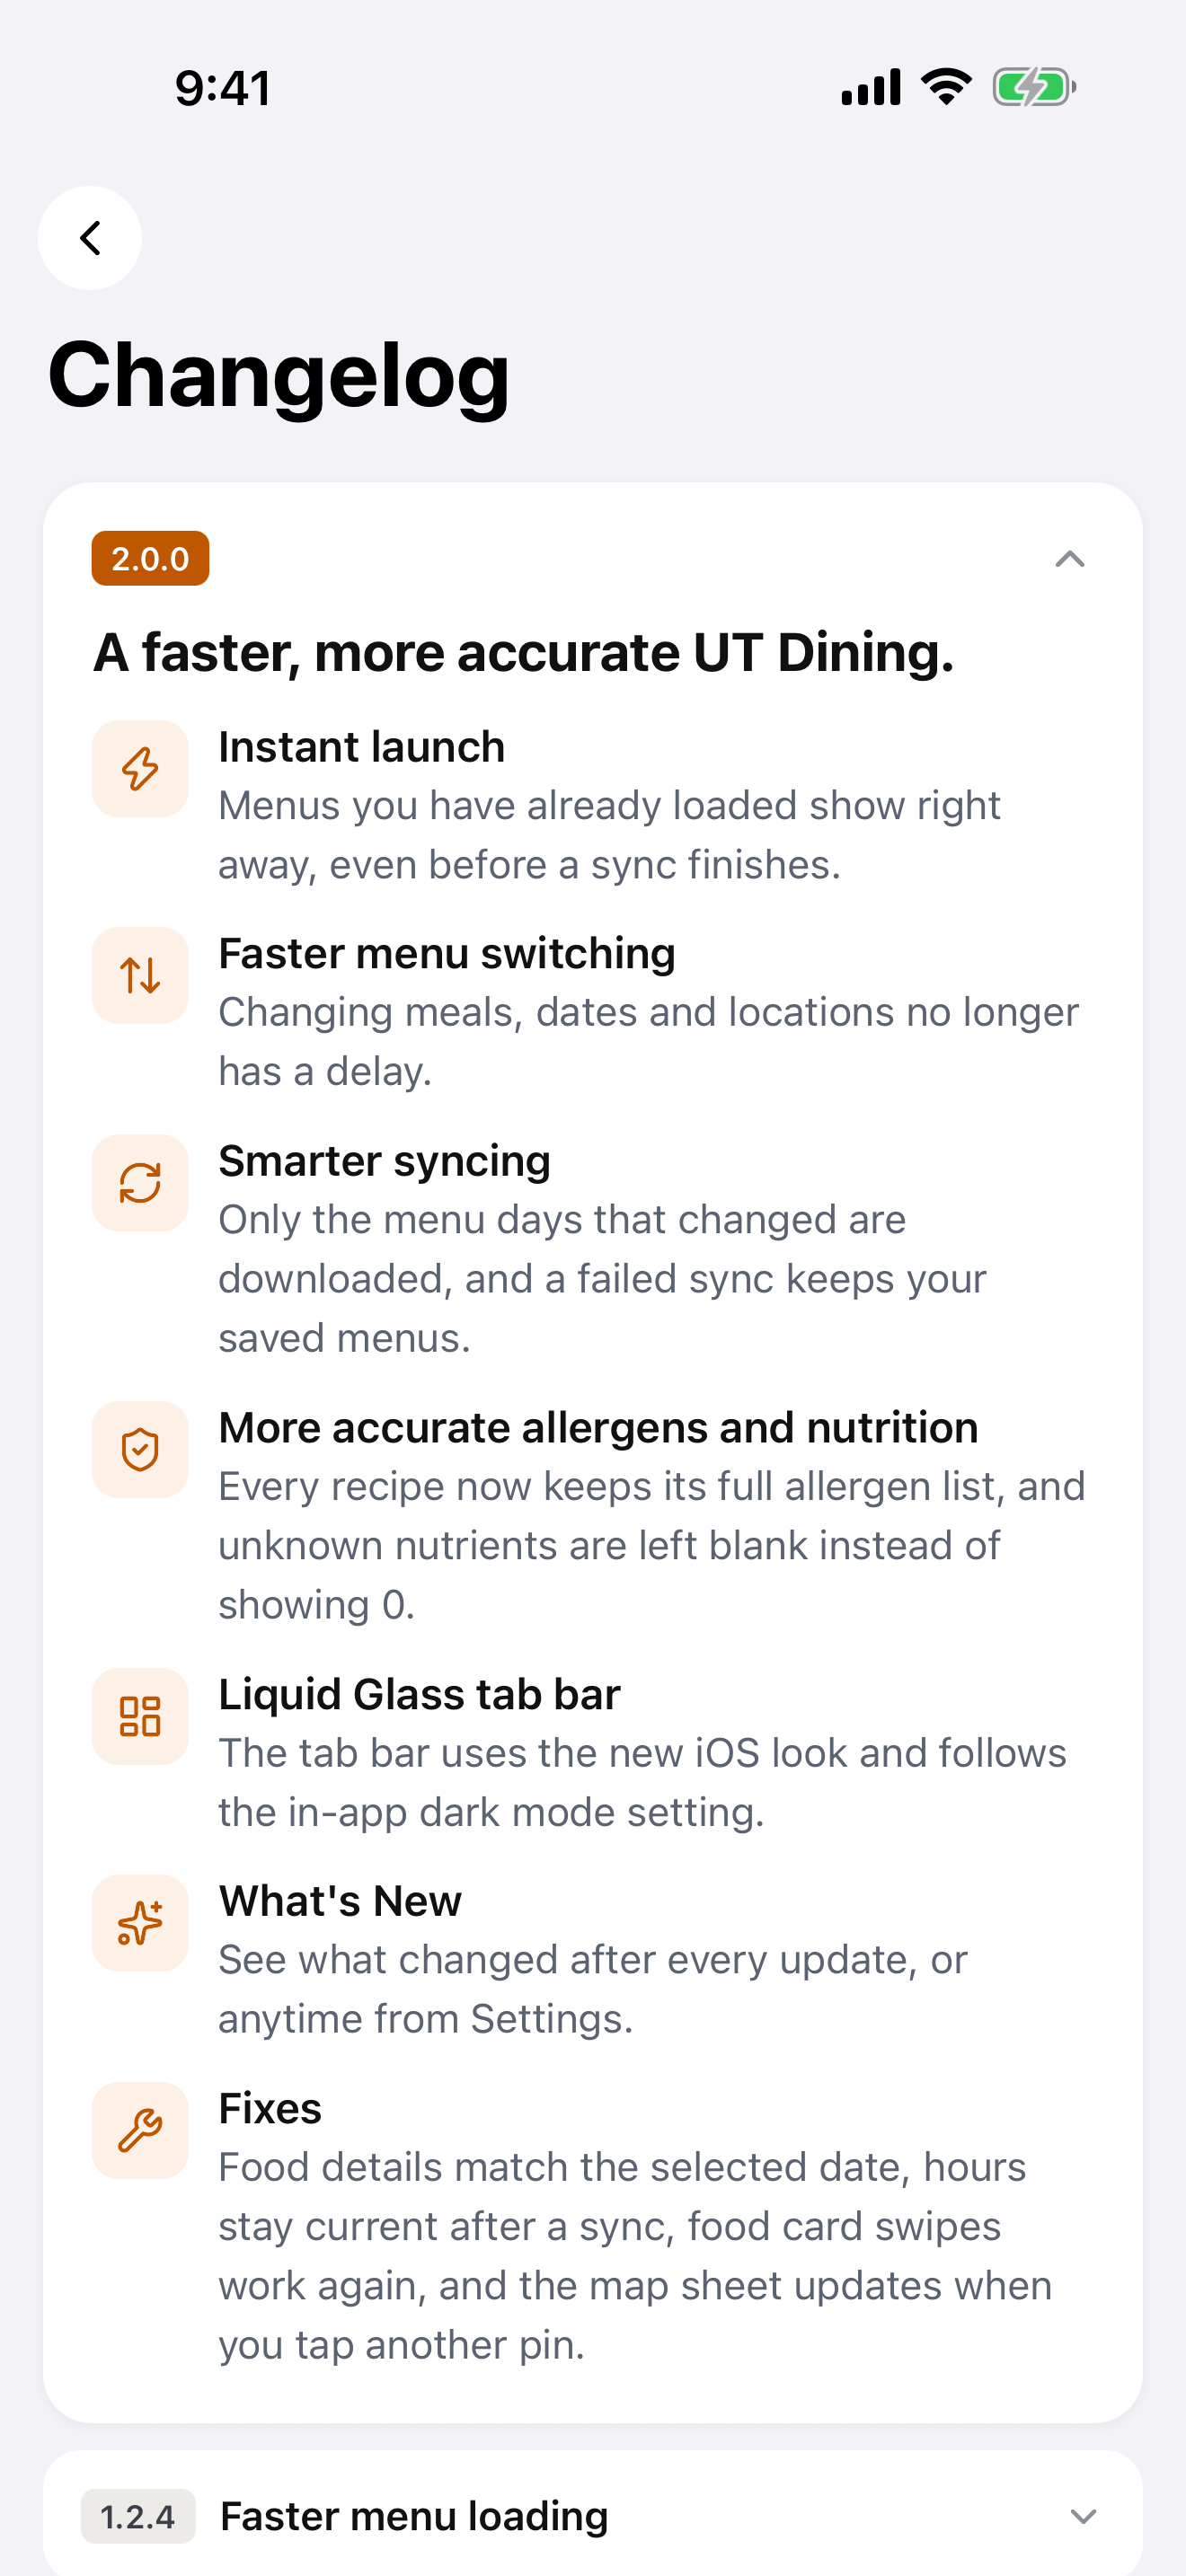 9:41
Changelog
2.0.0
A faster, more accurate UT Dining.
Instant launch
Menus you have already loaded show right
away, even before a sync finishes.
Faster menu switching
Changing meals, dates and locations no longer
has a delay.
Smarter syncing
Only the menu days that changed are
downloaded, and a failed sync keeps your
saved menus.
More accurate allergens and nutrition
Every recipe now keeps its full allergen list, and
unknown nutrients are left blank instead of
showing 0.
Liquid Glass tab bar
The tab bar uses the new iOS look and follows
the in-app dark mode setting.
What's New
See what changed after every update, or
anytime from Settings.
Fixes
Food details match the selected date, hours
stay current after a sync, food card swipes
work again, and the map sheet updates when
you tap another pin.
1.2.4 Faster menu loading